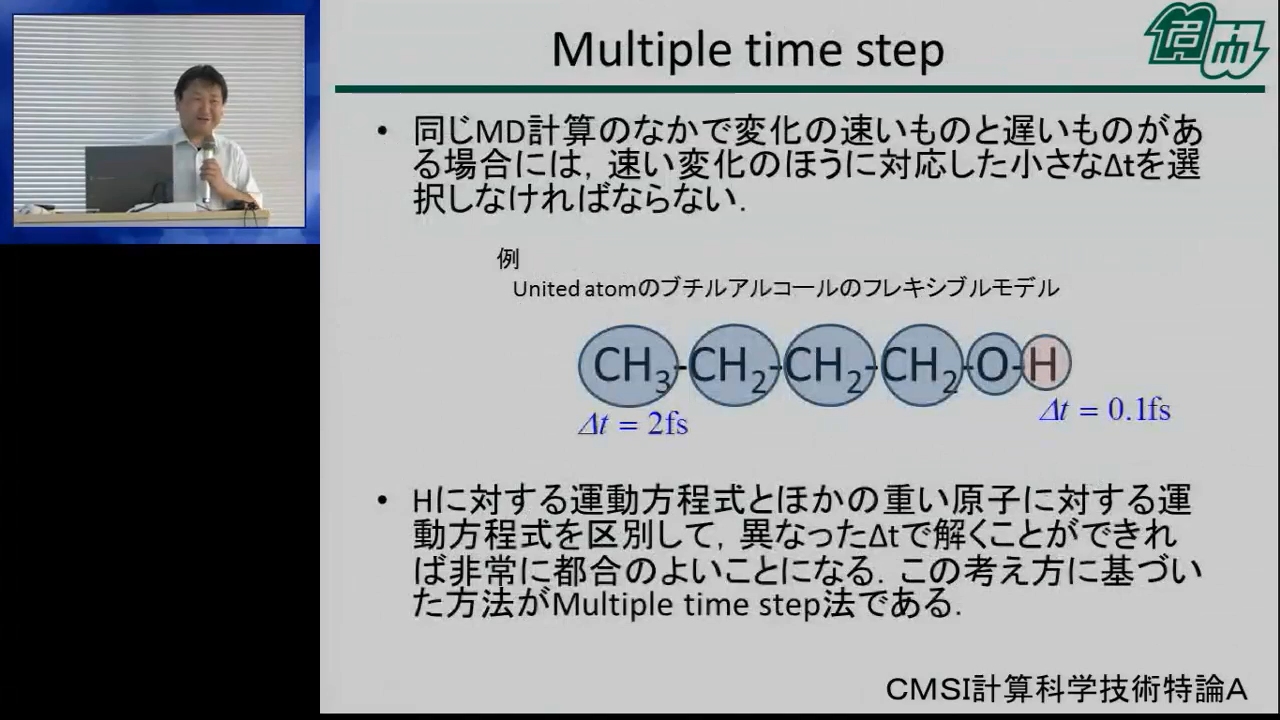 Multiple time step
• 同じMD計算のなかで変化の速いものと遅いものがあ
る場合には，速い変化のほうに対応した小さなΔtを選
択しなければならない．
例
United atomのブチルアルコールのフレキシブルモデル
CH₃-CH₂-CH₂-CH₂-O-H
Δt = 2fs
Δt = 0.1fs
• Hに対する運動方程式とほかの重い原子に対する運
動方程式を区別して，異なったΔtで解くことができれ
ば非常に都合のよいことになる．この考え方に基づい
た方法がMultiple time step法である．
CMSI計算科学技術特論A